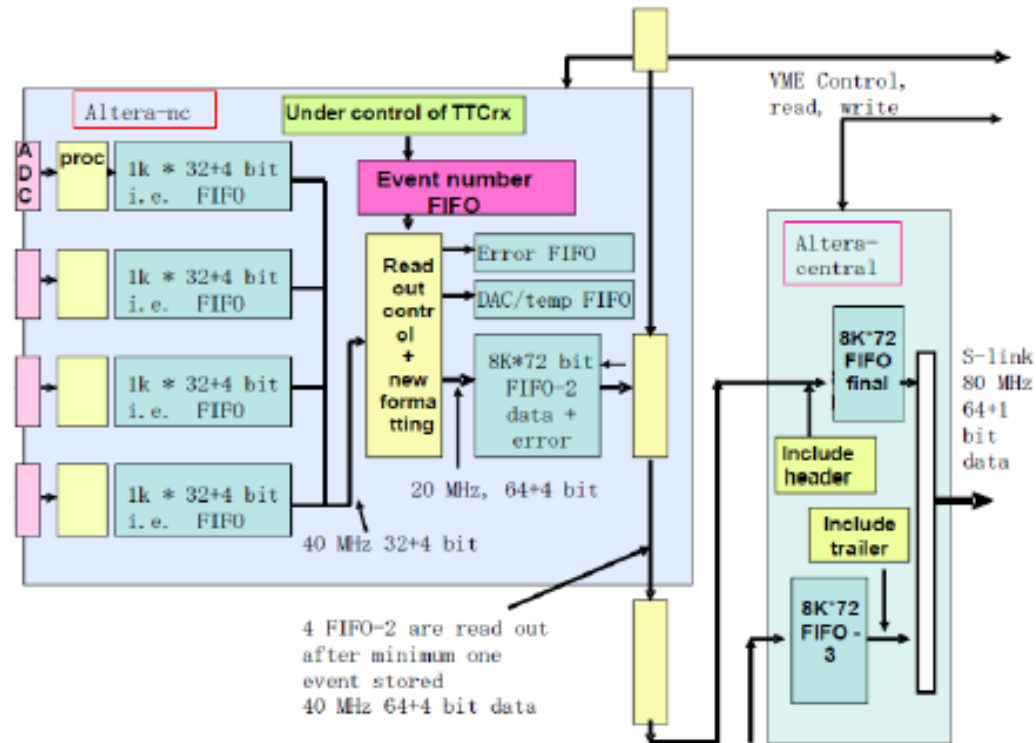 Altera-nc
Under control of TTCrx
VME Control,
read, write
A
D
C
proc
1k * 32+4 bit
i.e. FIFO
Event number
FIFO
1k * 32+4 bit
i.e. FIFO
Read
out
contr
ol
+
new
forma
tting
Error FIFO
DAC/temp FIFO
8K*72 bit
FIFO-2
data +
error
1k * 32+4 bit
i.e. FIFO
1k * 32+4 bit
i.e. FIFO
20 MHz, 64+4 bit
40 MHz 32+4 bit
4 FIFO-2 are read out
after minimum one
event stored
40 MHz 64+4 bit data
Altera-
central
8K*72
FIFO
final
Include
header
Include
trailer
8K*72
FIFO -
3
S-link
80 MHz
64+1
bit
data